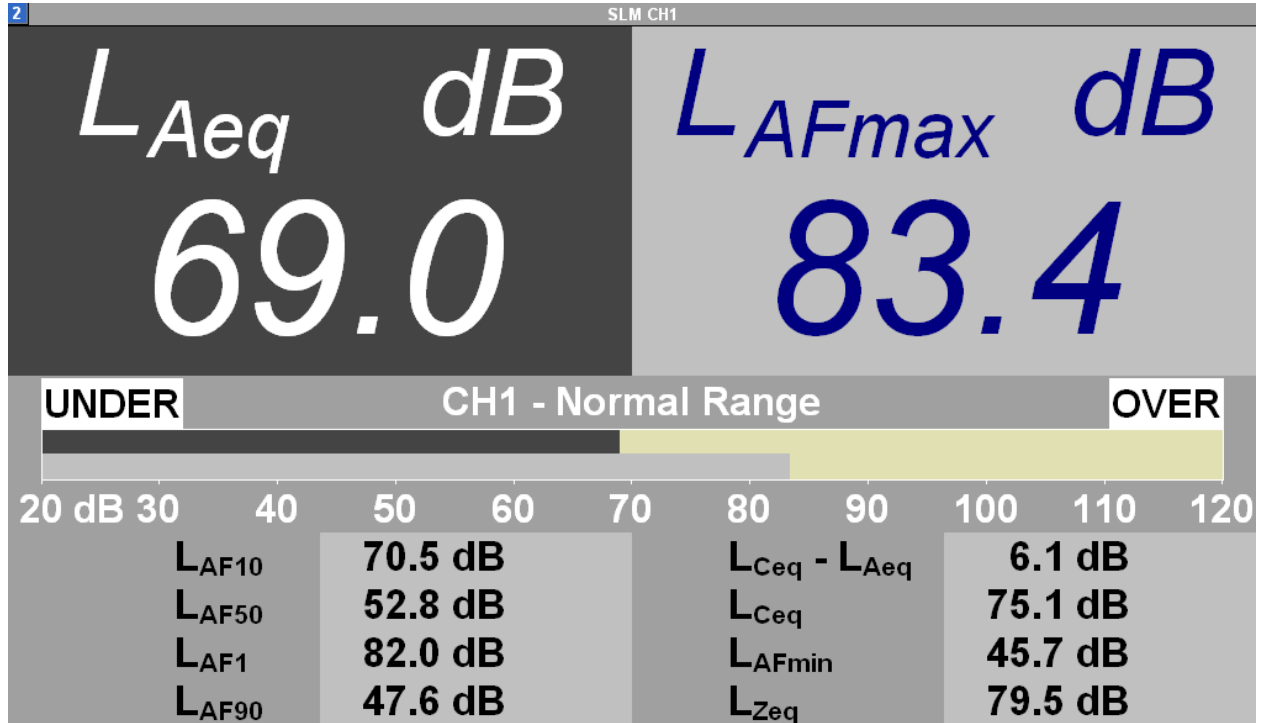 2 SLM CH1
LAeq dB LAFmax dB
69.0 83.4
UNDER CH1 - Normal Range OVER
20 dB 30 40 50 60 70 80 90 100 110 120
LAF10 70.5 dB LCeq - LAeq 6.1 dB
LAF50 52.8 dB LCeq 75.1 dB
LAF1 82.0 dB LAFmin 45.7 dB
LAF90 47.6 dB LZeq 79.5 dB